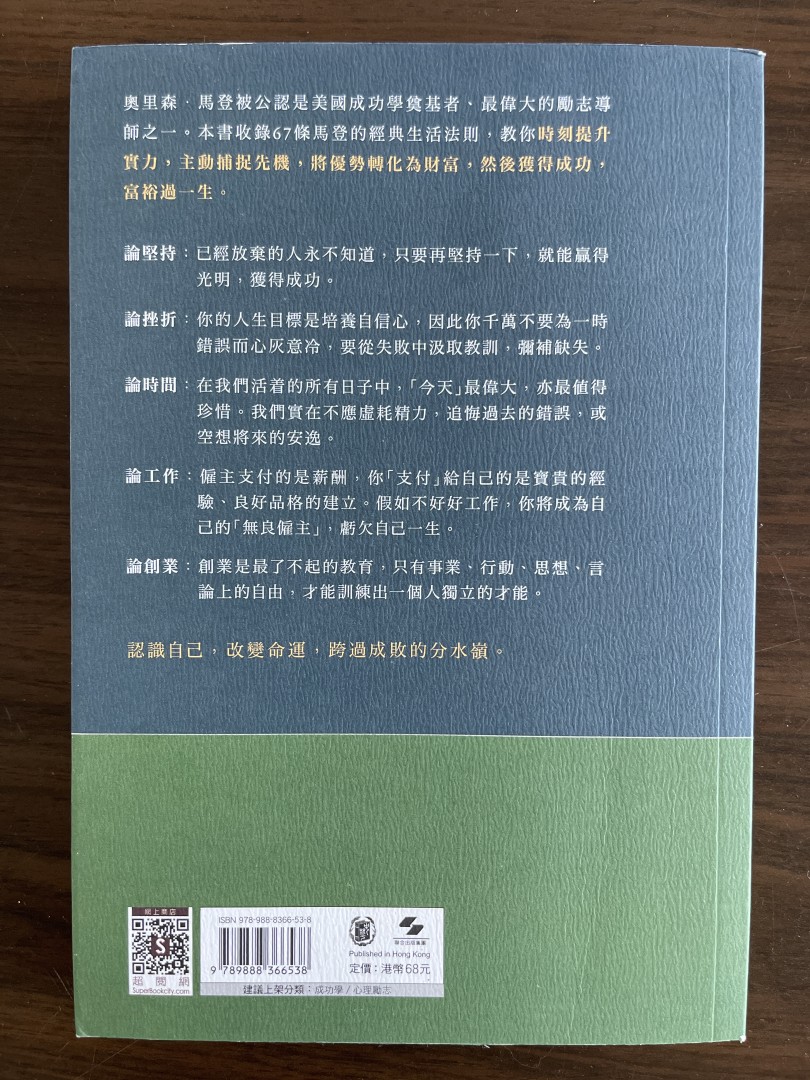 奧里森．馬登被公認是美國成功學奠基者、最偉大的勵志導
師之一。本書收錄67條馬登的經典生活法則，教你時刻提升
實力，主動捕捉先機，將優勢轉化為財富，然後獲得成功，
富裕過一生。
論堅持：已經放棄的人永不知道，只要再堅持一下，就能贏得
光明，獲得成功。
論挫折：你的人生目標是培養自信心，因此你千萬不要為一時
錯誤而心灰意冷，要從失敗中汲取教訓，彌補缺失。
論時間：在我們活着的所有日子中，「今天」最偉大，亦最值得
珍惜。我們實在不應虛耗精力，追悔過去的錯誤，或
空想將來的安逸。
論工作：僱主支付的是薪酬，你「支付」給自己的是寶貴的經
驗、良好品格的建立。假如不好好工作，你將成為自
己的「無良僱主」，虧欠自己一生。
論創業：創業是最了不起的教育，只有事業、行動、思想、言
論上的自由，才能訓練出一個人獨立的才能。
認識自己，改變命運，跨過成敗的分水嶺。
網上商店
S
超閱網
SuperBookcity.com
ISBN 978-988-8366-53-8
9 789888 366538
聯合出版集團
Published in Hong Kong
定價：港幣68元
建議上架分類：成功學 / 心理勵志